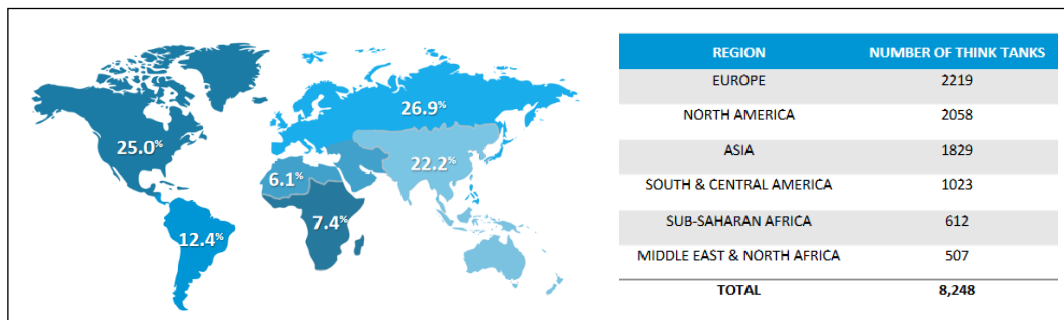 26.9%
25.0%
22.2%
6.1%
7.4%
12.4%
REGION NUMBER OF THINK TANKS
EUROPE 2219
NORTH AMERICA 2058
ASIA 1829
SOUTH & CENTRAL AMERICA 1023
SUB-SAHARAN AFRICA 612
MIDDLE EAST & NORTH AFRICA 507
TOTAL 8,248